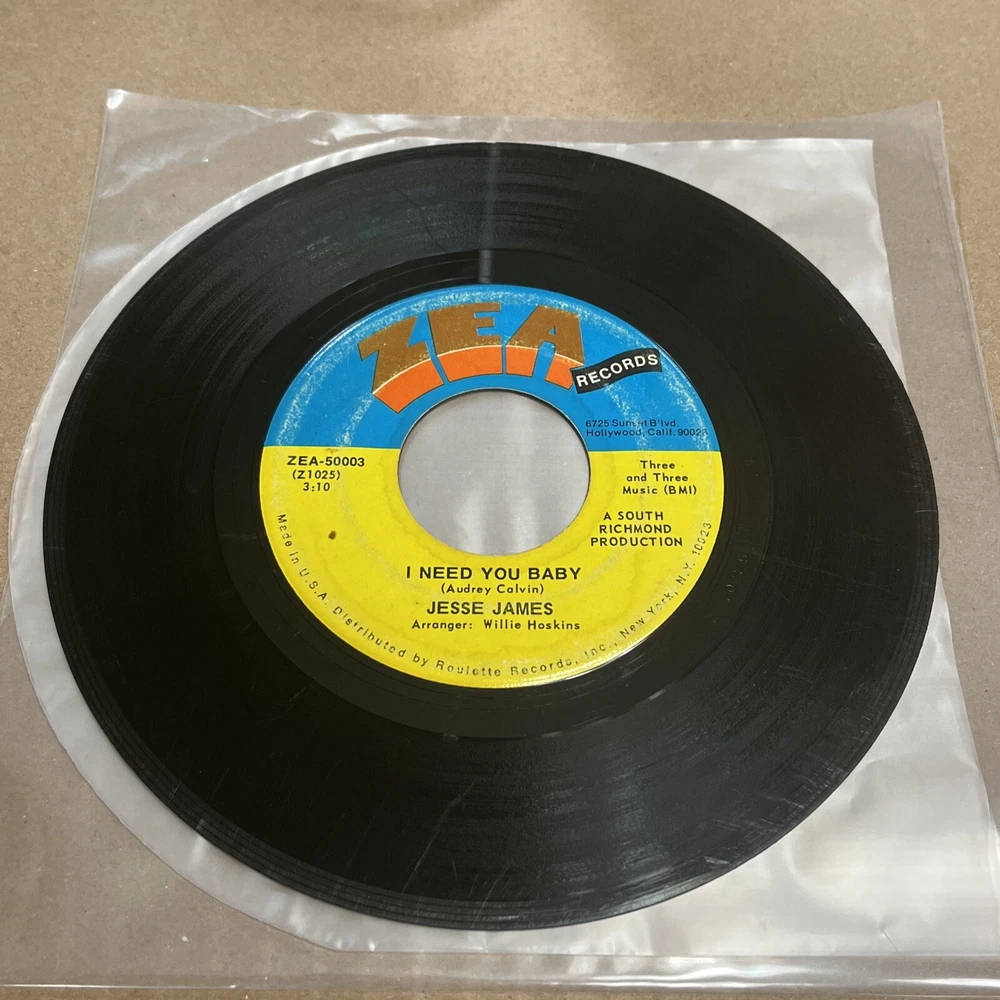 ZEA
RECORDS
6725 Sunset B'lvd.
Hollywood, Calif. 90028
ZEA-50003
(Z1025)
3:10
Three
and Three
Music (BMI)
A SOUTH
RICHMOND
PRODUCTION
I NEED YOU BABY
(Audrey Calvin)
JESSE JAMES
Arranger: Willie Hoskins
Made In U.S.A. Distributed by Roulette Records, Inc., New York, N.Y. 10023